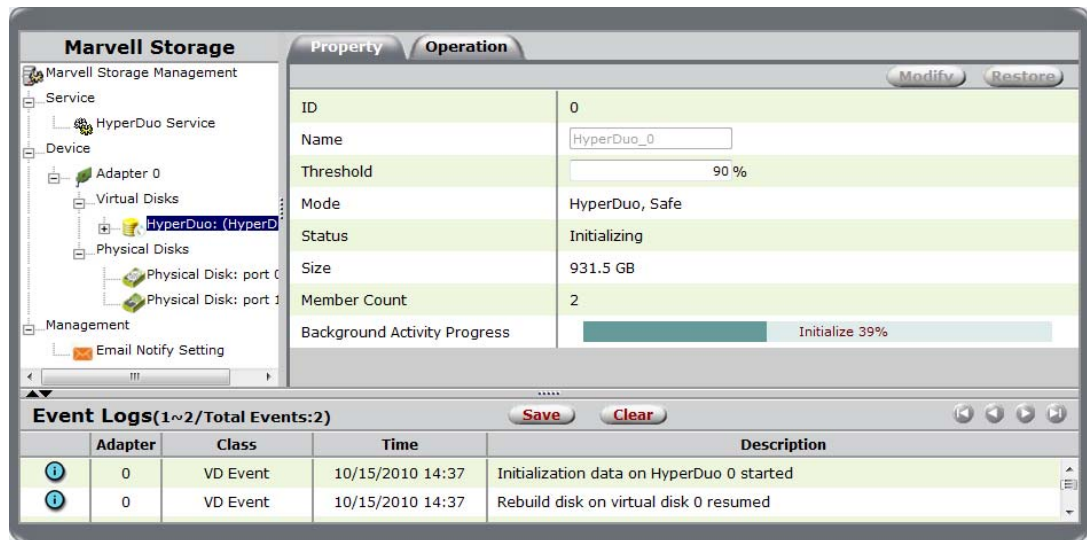 Marvell Storage
Marvell Storage Management
Service
HyperDuo Service
Device
Adapter 0
Virtual Disks
HyperDuo: (HyperD
Physical Disks
Physical Disk: port 0
Physical Disk: port 1
Management
Email Notify Setting
Property
Operation
Modify
Restore
ID 0
Name HyperDuo_0
Threshold 90 %
Mode HyperDuo, Safe
Status Initializing
Size 931.5 GB
Member Count 2
Background Activity Progress Initialize 39%
Event Logs(1~2/Total Events:2)
Save
Clear
Adapter Class Time Description
0 VD Event 10/15/2010 14:37 Initialization data on HyperDuo 0 started
0 VD Event 10/15/2010 14:37 Rebuild disk on virtual disk 0 resumed